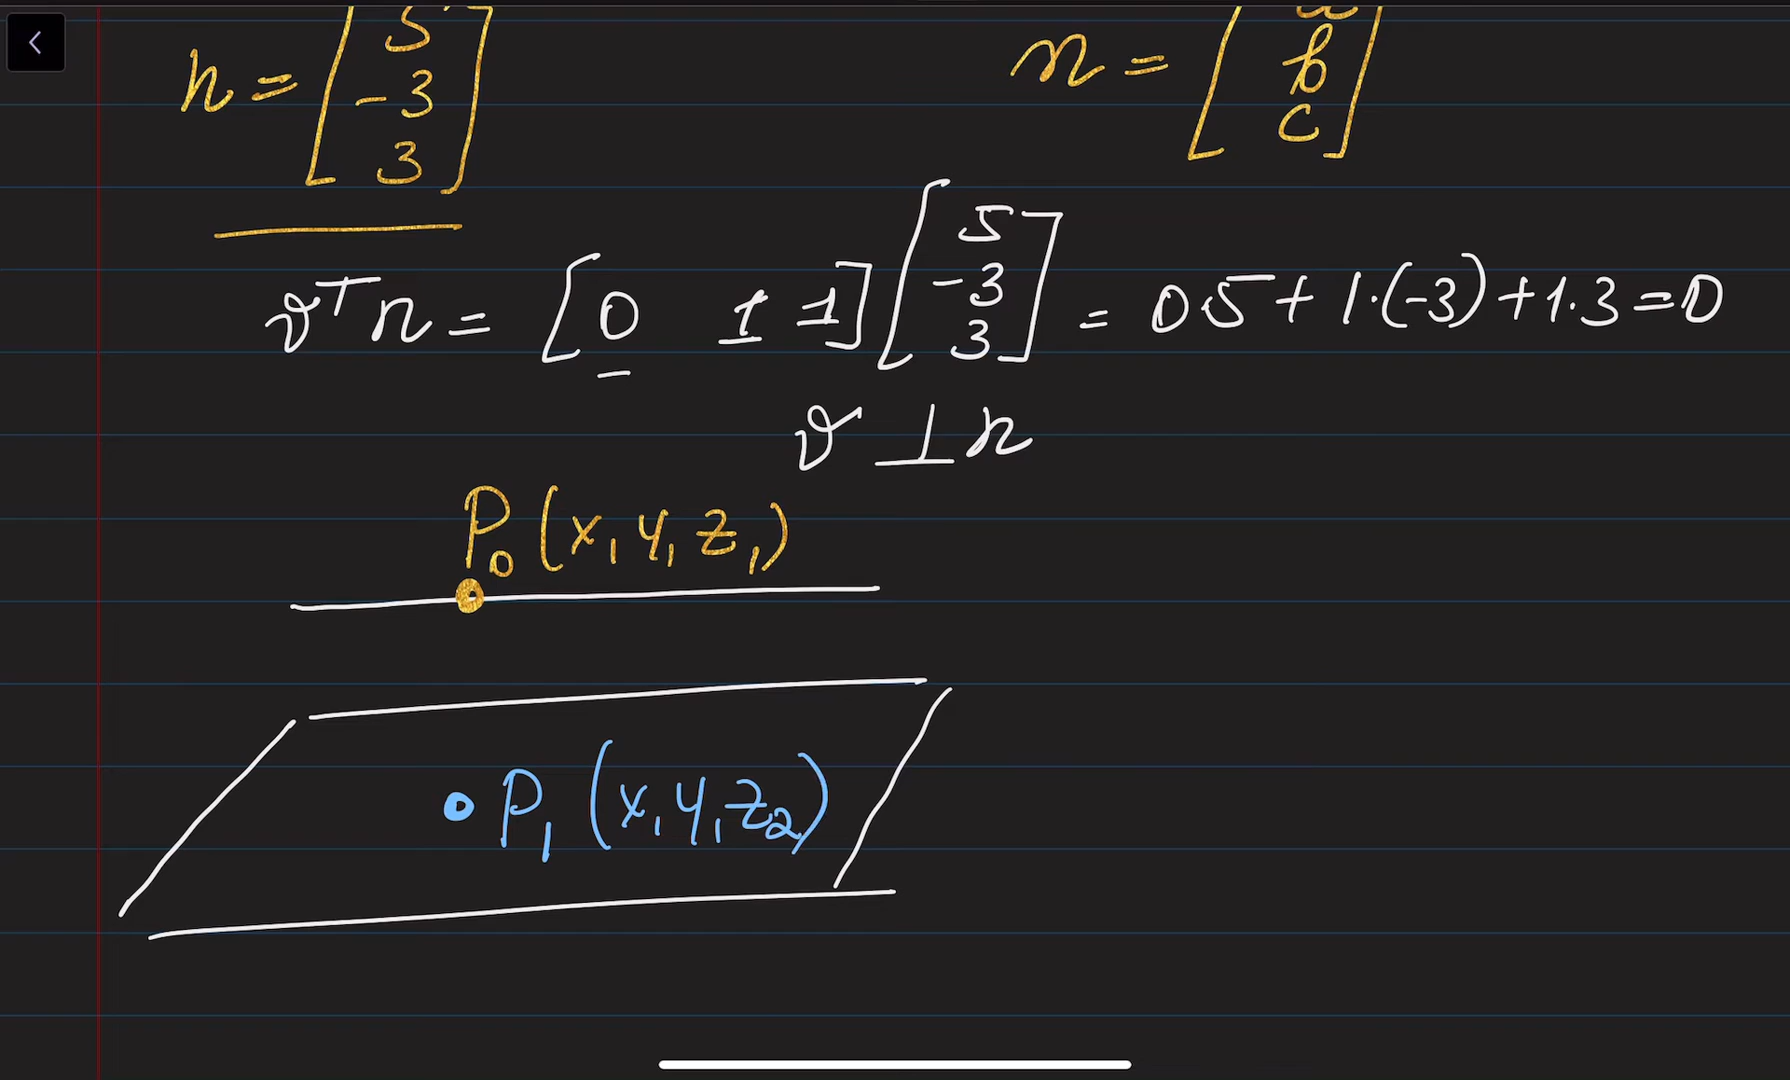 n = [5 -3 3]
n = [a b c]
vᵀn = [0 1 1] [5 -3 3] = 0 5 + 1·(-3) + 1·3 = 0
v ⊥ n
P₀ (x, y, z₁)
P₁ (x, y, z₂)